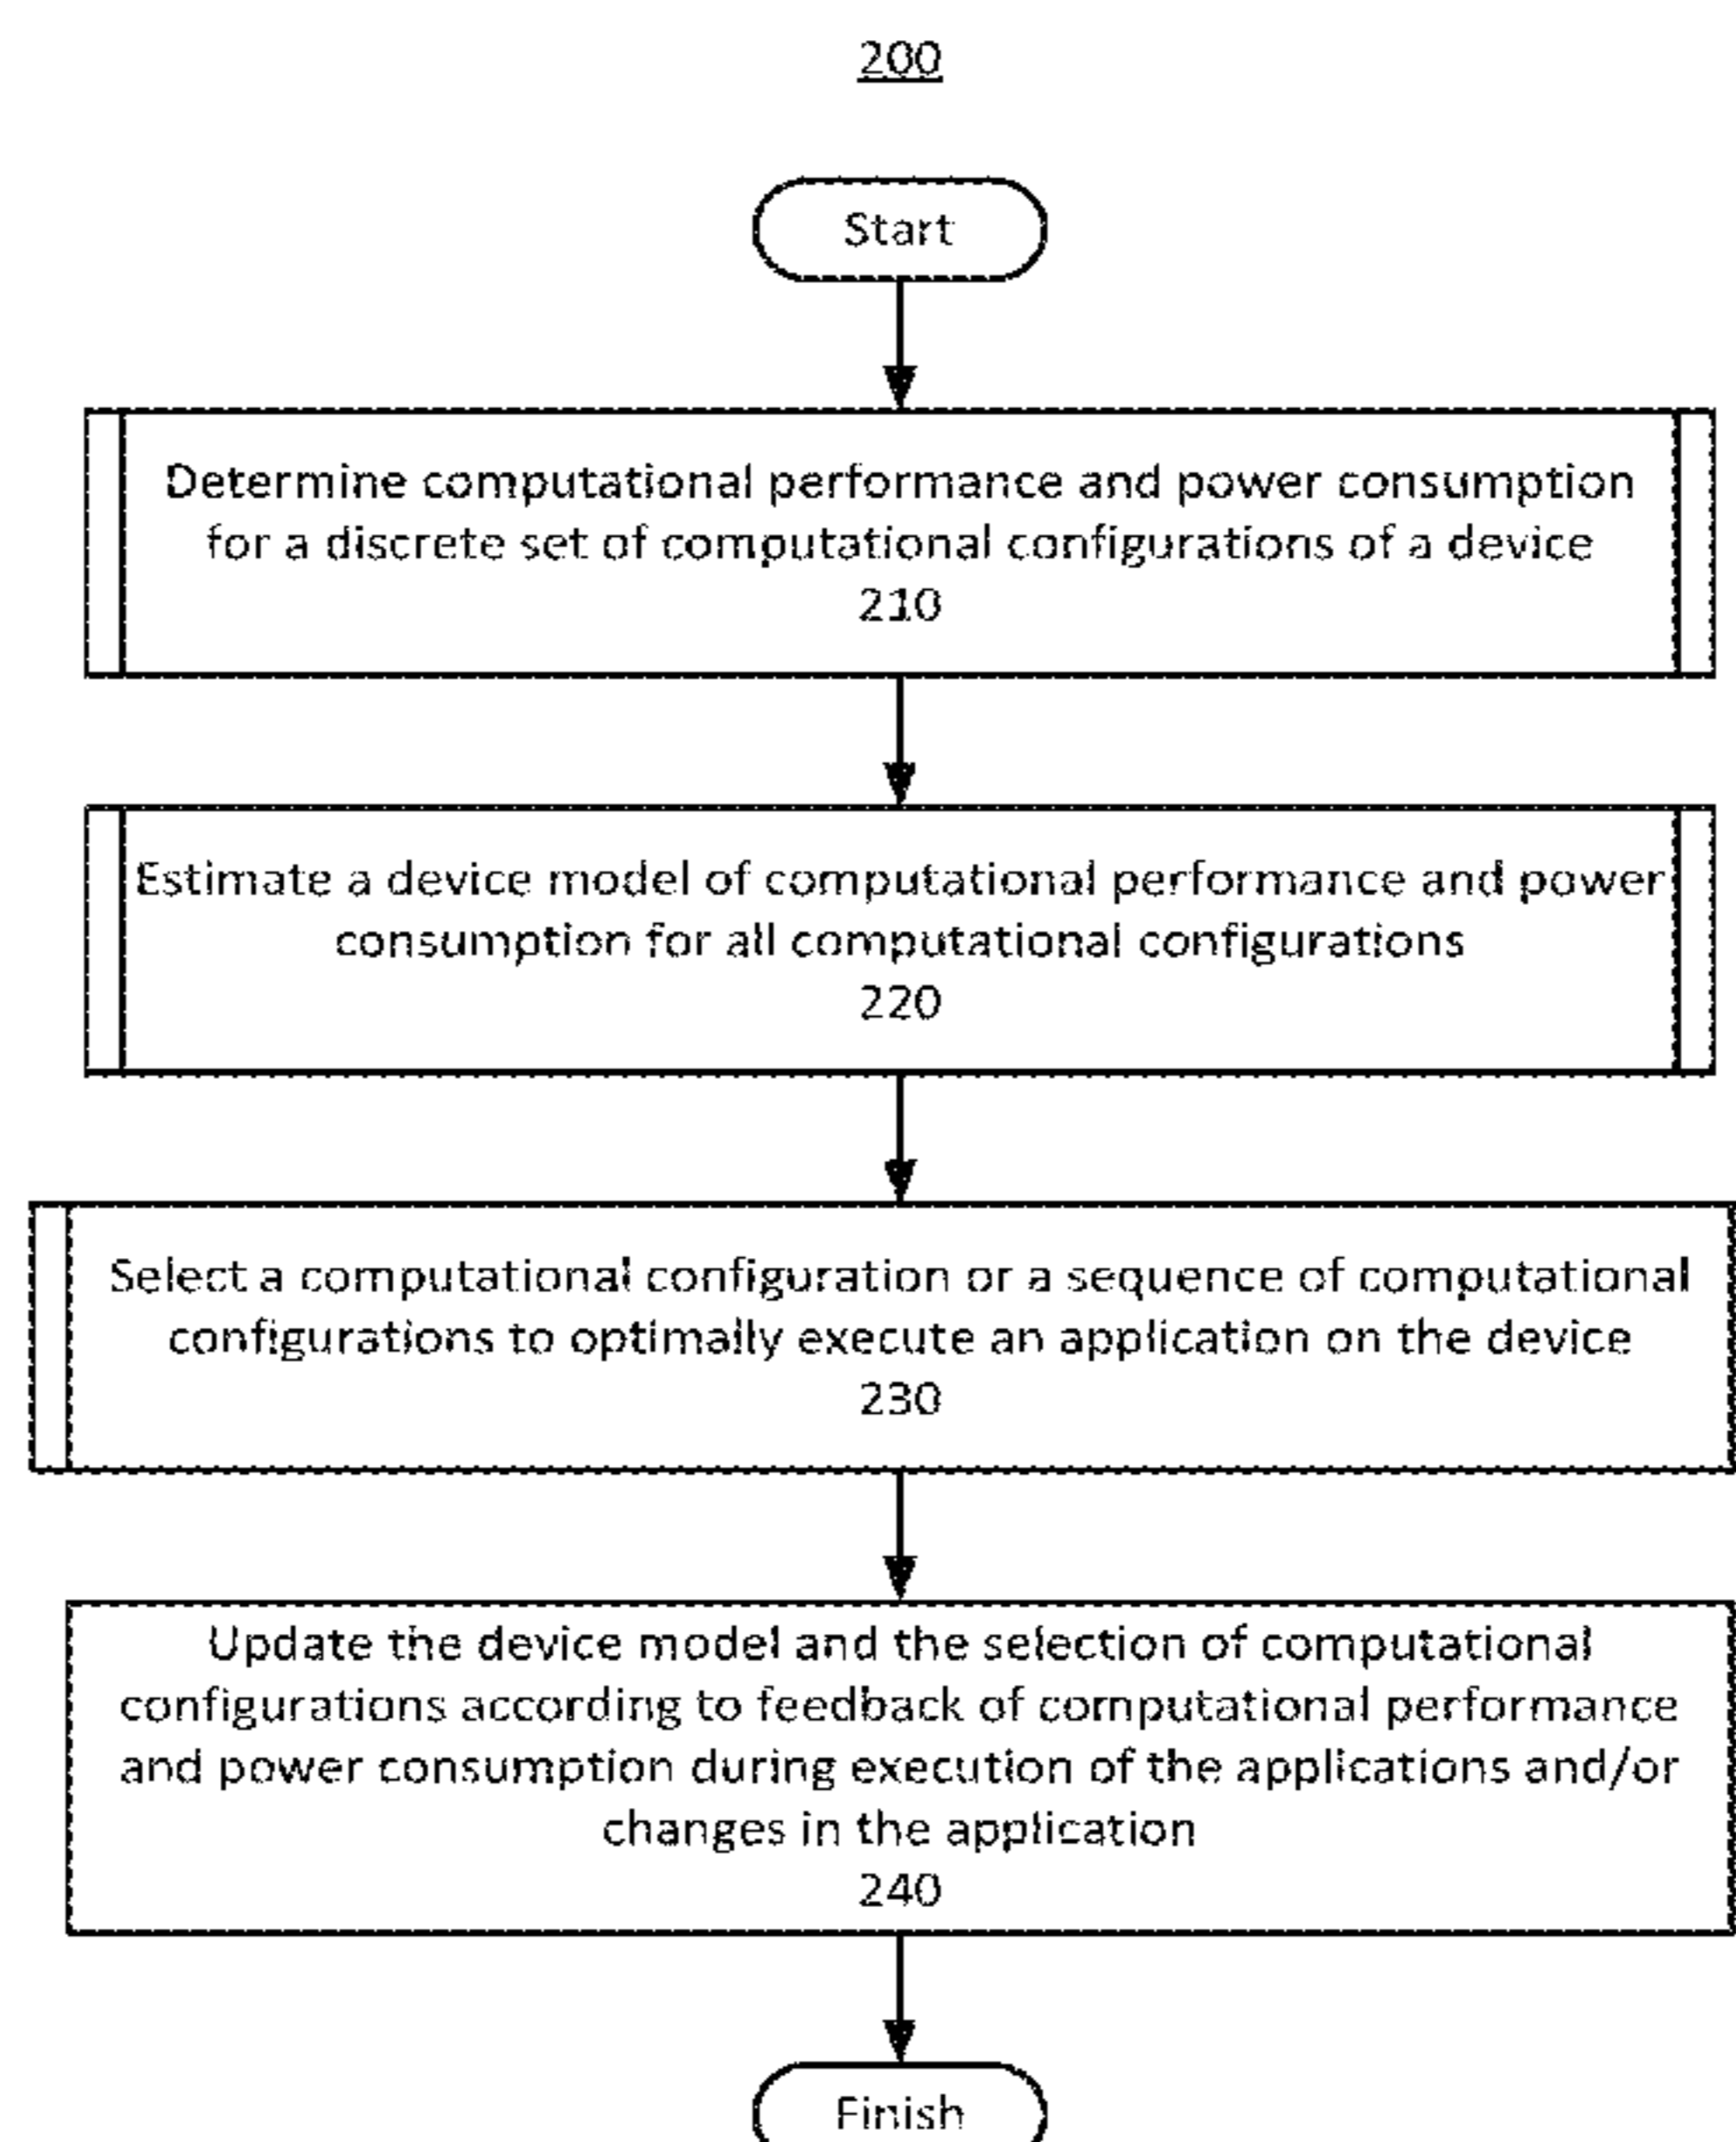 200
Start
Determine computational performance and power consumption
for a discrete set of computational configurations of a device
210
Estimate a device model of computational performance and power
consumption for all computational configurations
220
Select a computational configuration or a sequence of computational
configurations to optimally execute an application on the device
230
Update the device model and the selection of computational
configurations according to feedback of computational performance
and power consumption during execution of the applications and/or
changes in the application
240
Finish